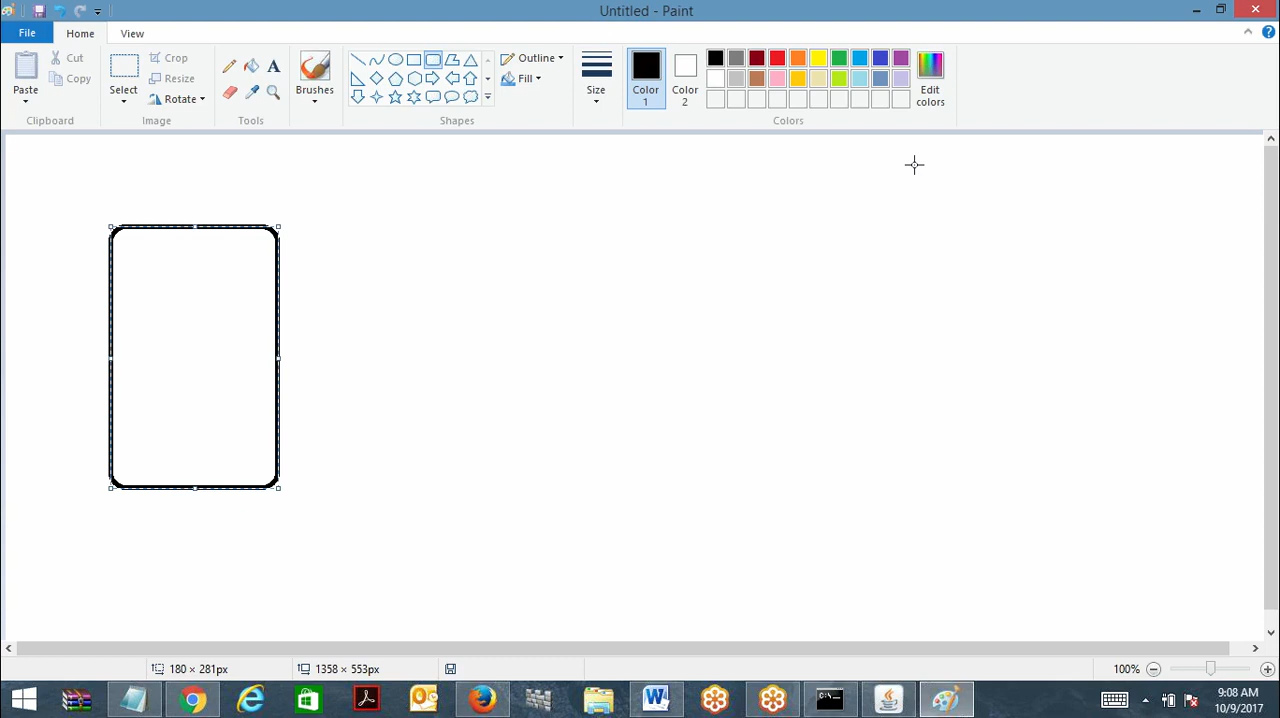 Untitled - Paint
File
Home
View
Paste
Cut
Copy
Clipboard
Select
Crop
Resize
Rotate
Image
A
Tools
Brushes
Shapes
Outline
Fill
Size
Color
1
Color
2
Edit
colors
Colors
180 × 281px
1358 × 553px
100%
9:08 AM
10/9/2017